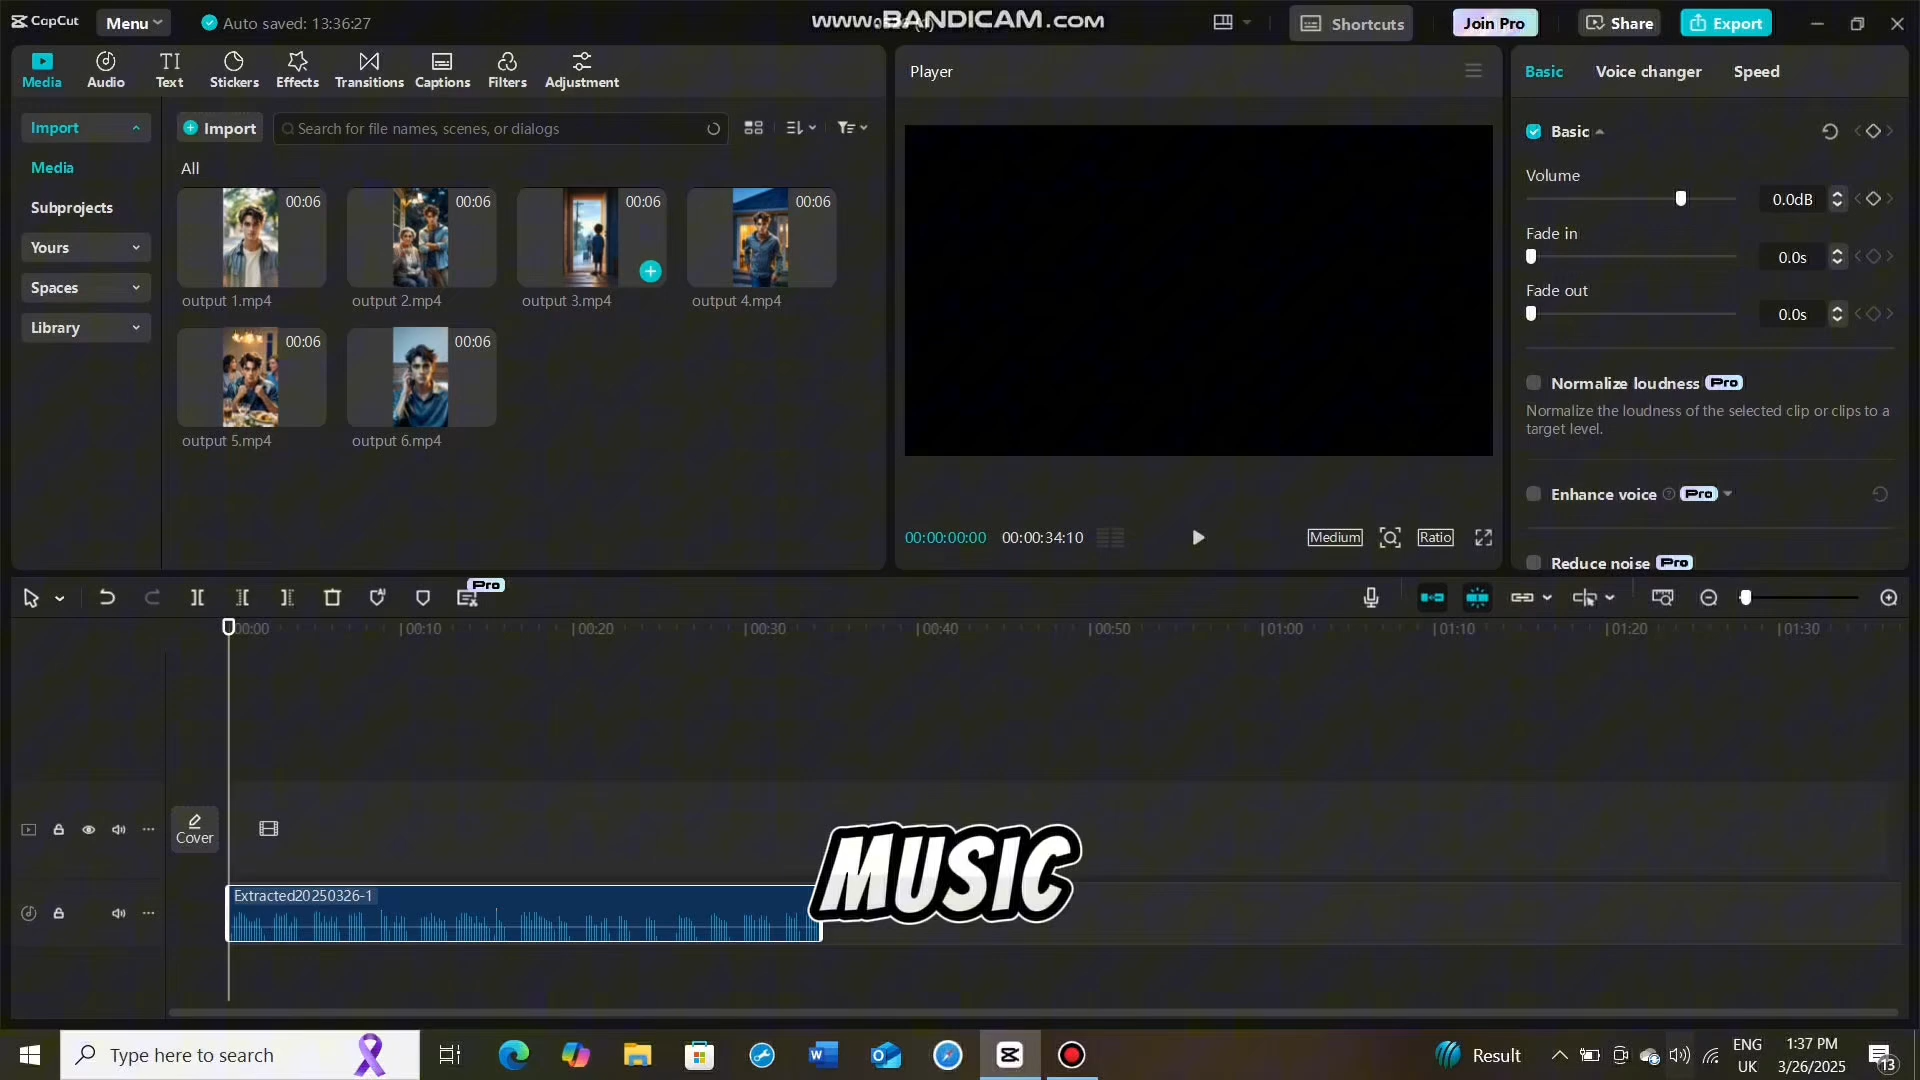 CapCut Menu Auto saved: 13:36:27 www.BANDICAM.com Shortcuts Join Pro Share Export
Media Audio Text Stickers Effects Transitions Captions Filters Adjustment
Player
Basic Voice changer Speed
Import
Media
Subprojects
Yours
Spaces
Library
Import Search for file names, scenes, or dialogs
All
00:06 00:06 00:06 00:06
output 1.mp4 output 2.mp4 output 3.mp4 output 4.mp4
00:06 00:06
output 5.mp4 output 6.mp4
00:00:00:00 00:00:34:10 Medium Ratio
Basic
Volume
0.0dB
Fade in
0.0s
Fade out
0.0s
Normalize loudness Pro
Normalize the loudness of the selected clip or clips to a
target level.
Enhance voice Pro
Reduce noise Pro
Pro
00:00 00:10 00:20 00:30 00:40 00:50 01:00 01:10 01:20 01:30
Cover
Extracted20250326-1
MUSIC
Type here to search Result ENG 1:37 PM
UK 3/26/2025 13